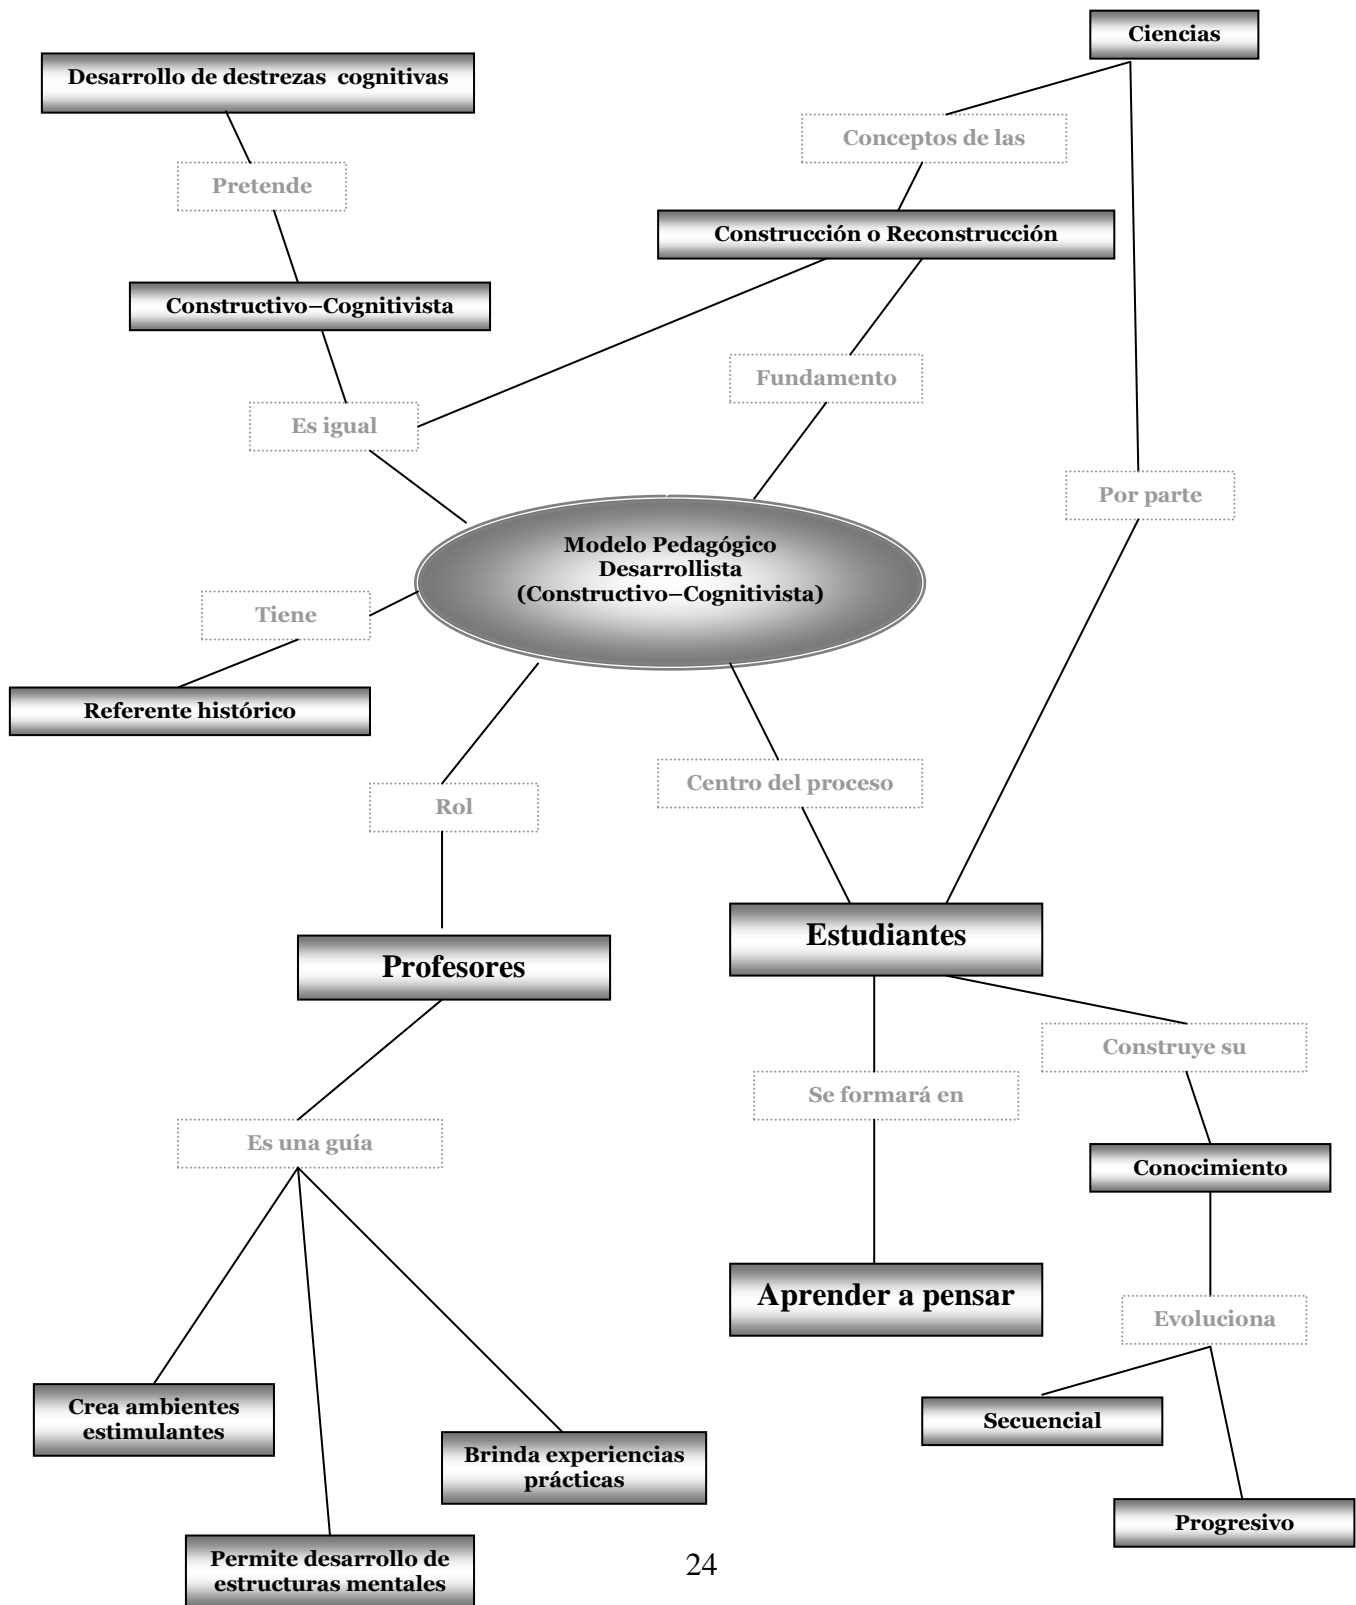 Ciencias
Desarrollo de destrezas cognitivas
Conceptos de las
Pretende
Construcción o Reconstrucción
Constructivo–Cognitivista
Fundamento
Es igual
Por parte
Modelo Pedagógico
Desarrollista
(Constructivo–Cognitivista)
Tiene
Referente histórico
Centro del proceso
Rol
Estudiantes
Profesores
Construye su
Se formará en
Es una guía
Conocimiento
Aprender a pensar
Evoluciona
Crea ambientes
estimulantes
Secuencial
Brinda experiencias
prácticas
Progresivo
Permite desarrollo de
estructuras mentales
24